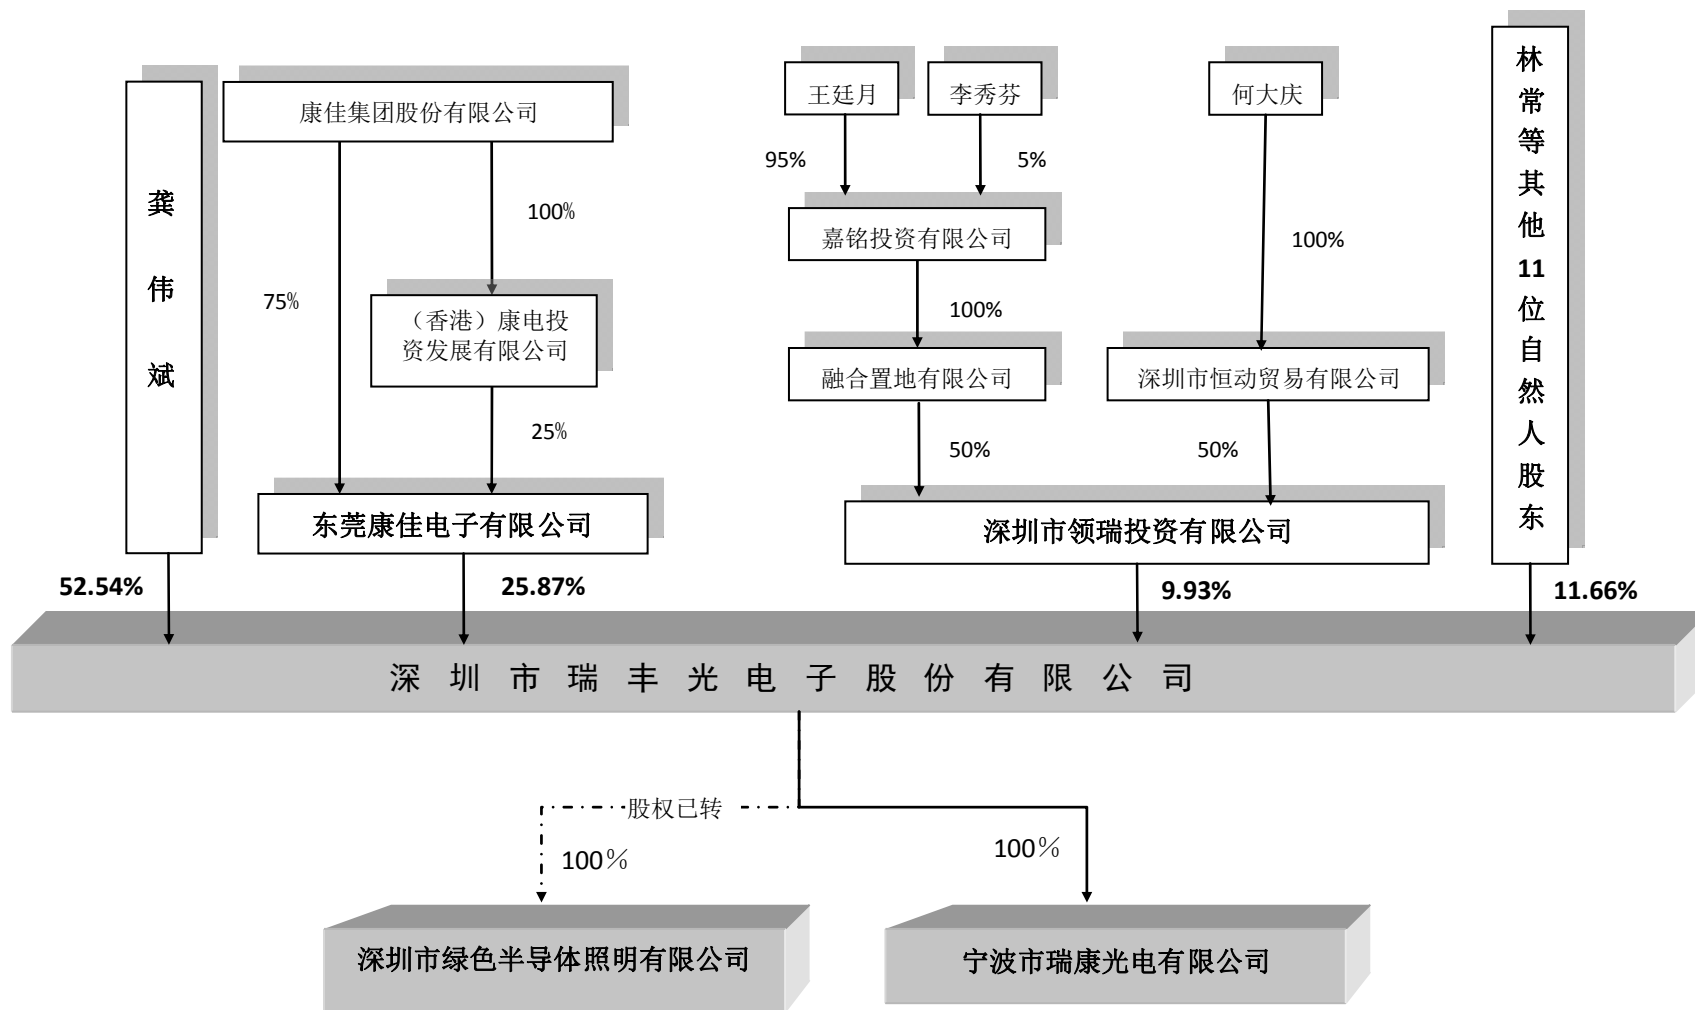 龚伟斌
康佳集团股份有限公司
王廷月
李秀芬
何大庆
林常等其他11位自然人股东
95%
5%
100%
嘉铭投资有限公司
100%
75%
（香港）康电投
资发展有限公司
100%
融合置地有限公司
深圳市恒动贸易有限公司
25%
50%
50%
东莞康佳电子有限公司
深圳市领瑞投资有限公司
52.54%
25.87%
9.93%
11.66%
深圳市瑞丰光电子股份有限公司
股权已转
100%
100%
深圳市绿色半导体照明有限公司
宁波市瑞康光电有限公司